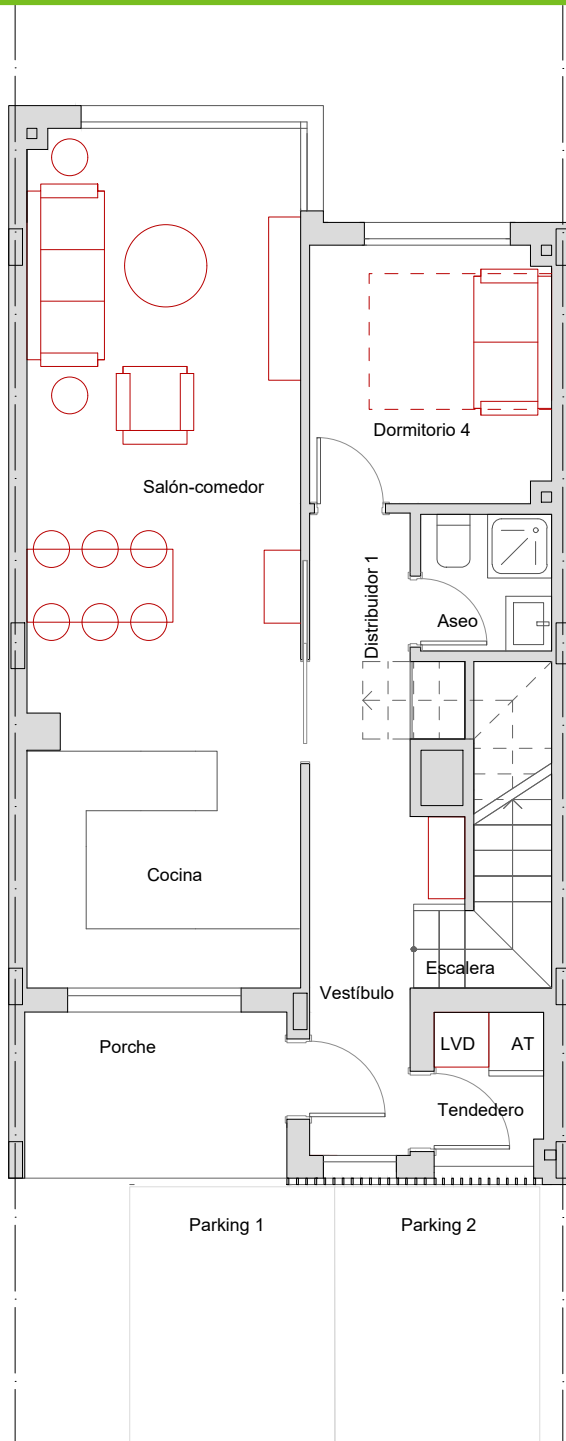 Dormitorio 4
Salón-comedor
Distribuidor 1
Aseo
Cocina
Escalera
Vestíbulo
Porche
LVD
AT
Tendedero
Parking 1
Parking 2